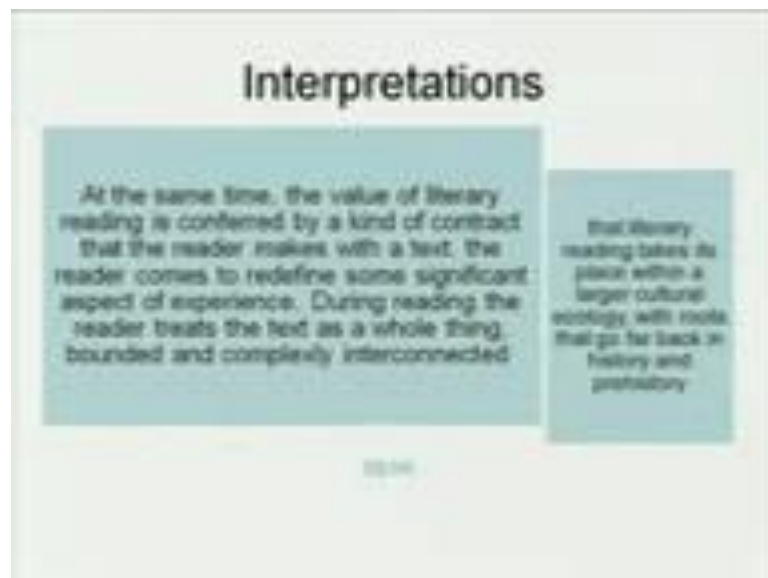 Interpretations
At the same time, the value of literary
reading is conferred by a kind of contract
that the reader makes with a text. the
reader comes to redefine some significant
aspect of experience. During reading the
reader treats the text as a whole thing,
bounded and complexly interconnected
that literary
reading takes its
place within a
larger cultural
ecology, with roots
that go far back in
history and
prehistory